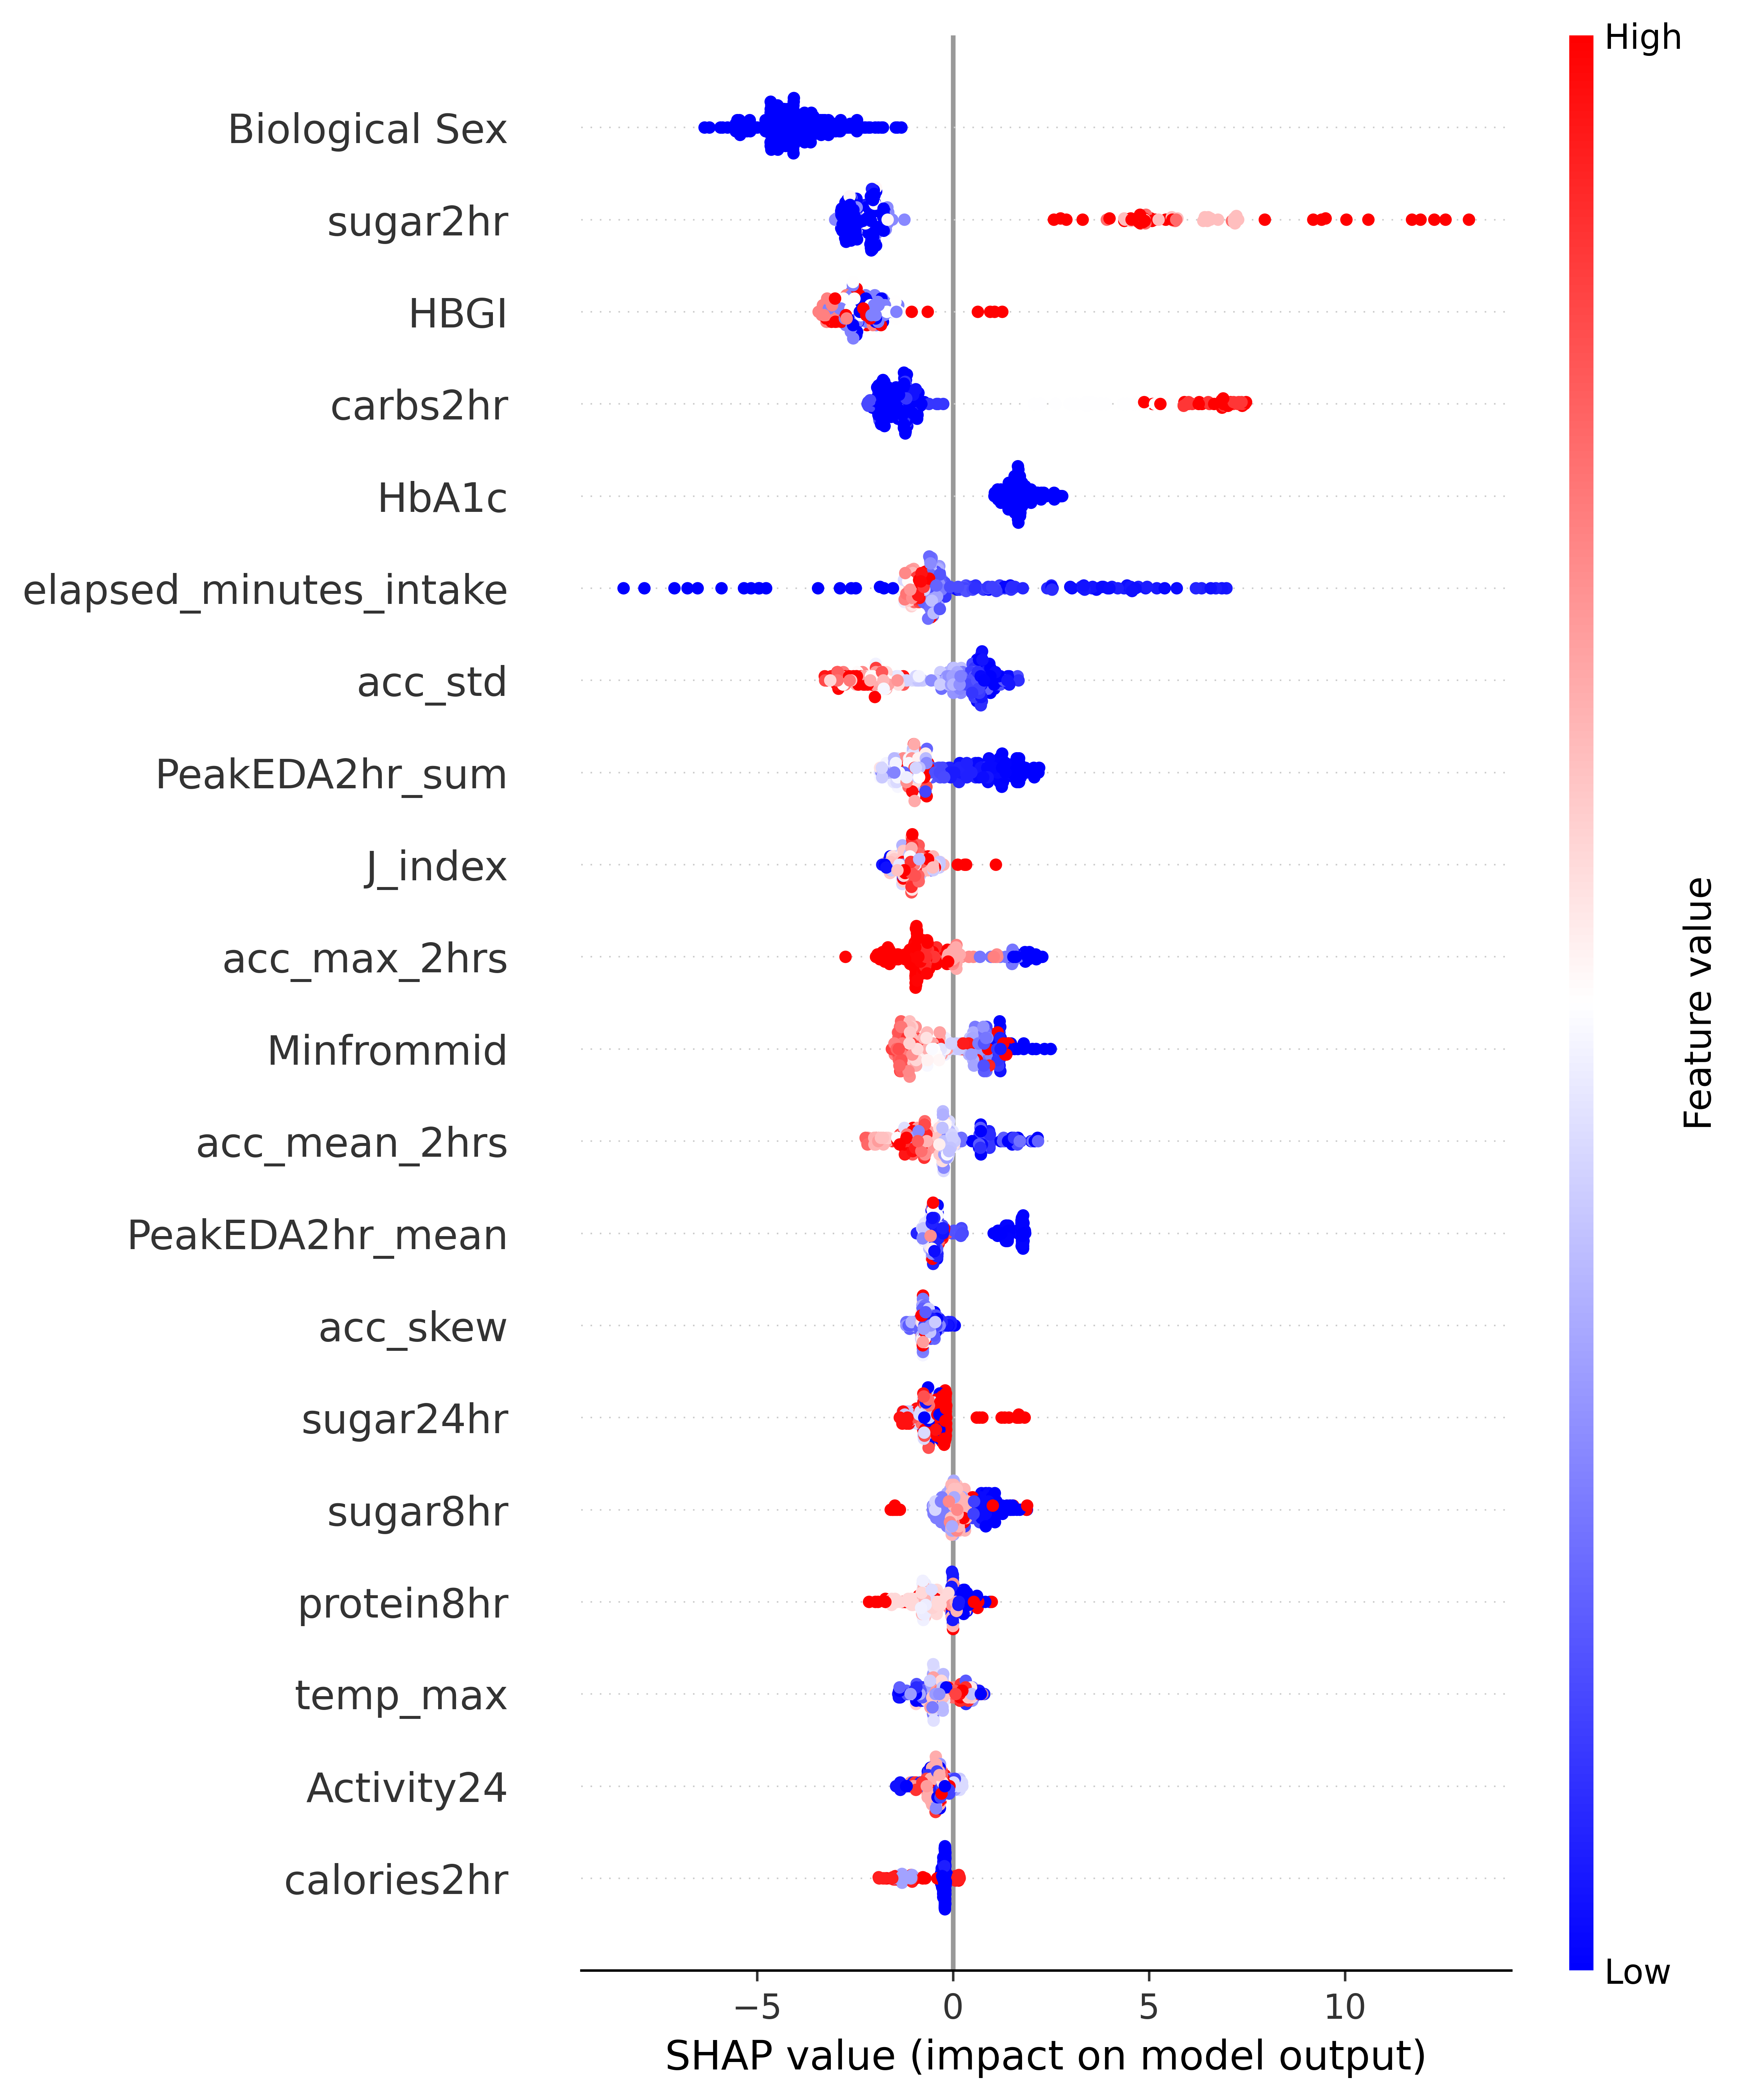 High
Biological Sex
sugar2hr
HBGI
carbs2hr
HbA1c
elapsed_minutes_intake
acc_std
PeakEDA2hr_sum
J_index
acc_max_2hrs
Minfrommid
acc_mean_2hrs
PeakEDA2hr_mean
acc_skew
sugar24hr
sugar8hr
protein8hr
temp_max
Activity24
calories2hr
Feature value
Low
−5 0 5 10
SHAP value (impact on model output)